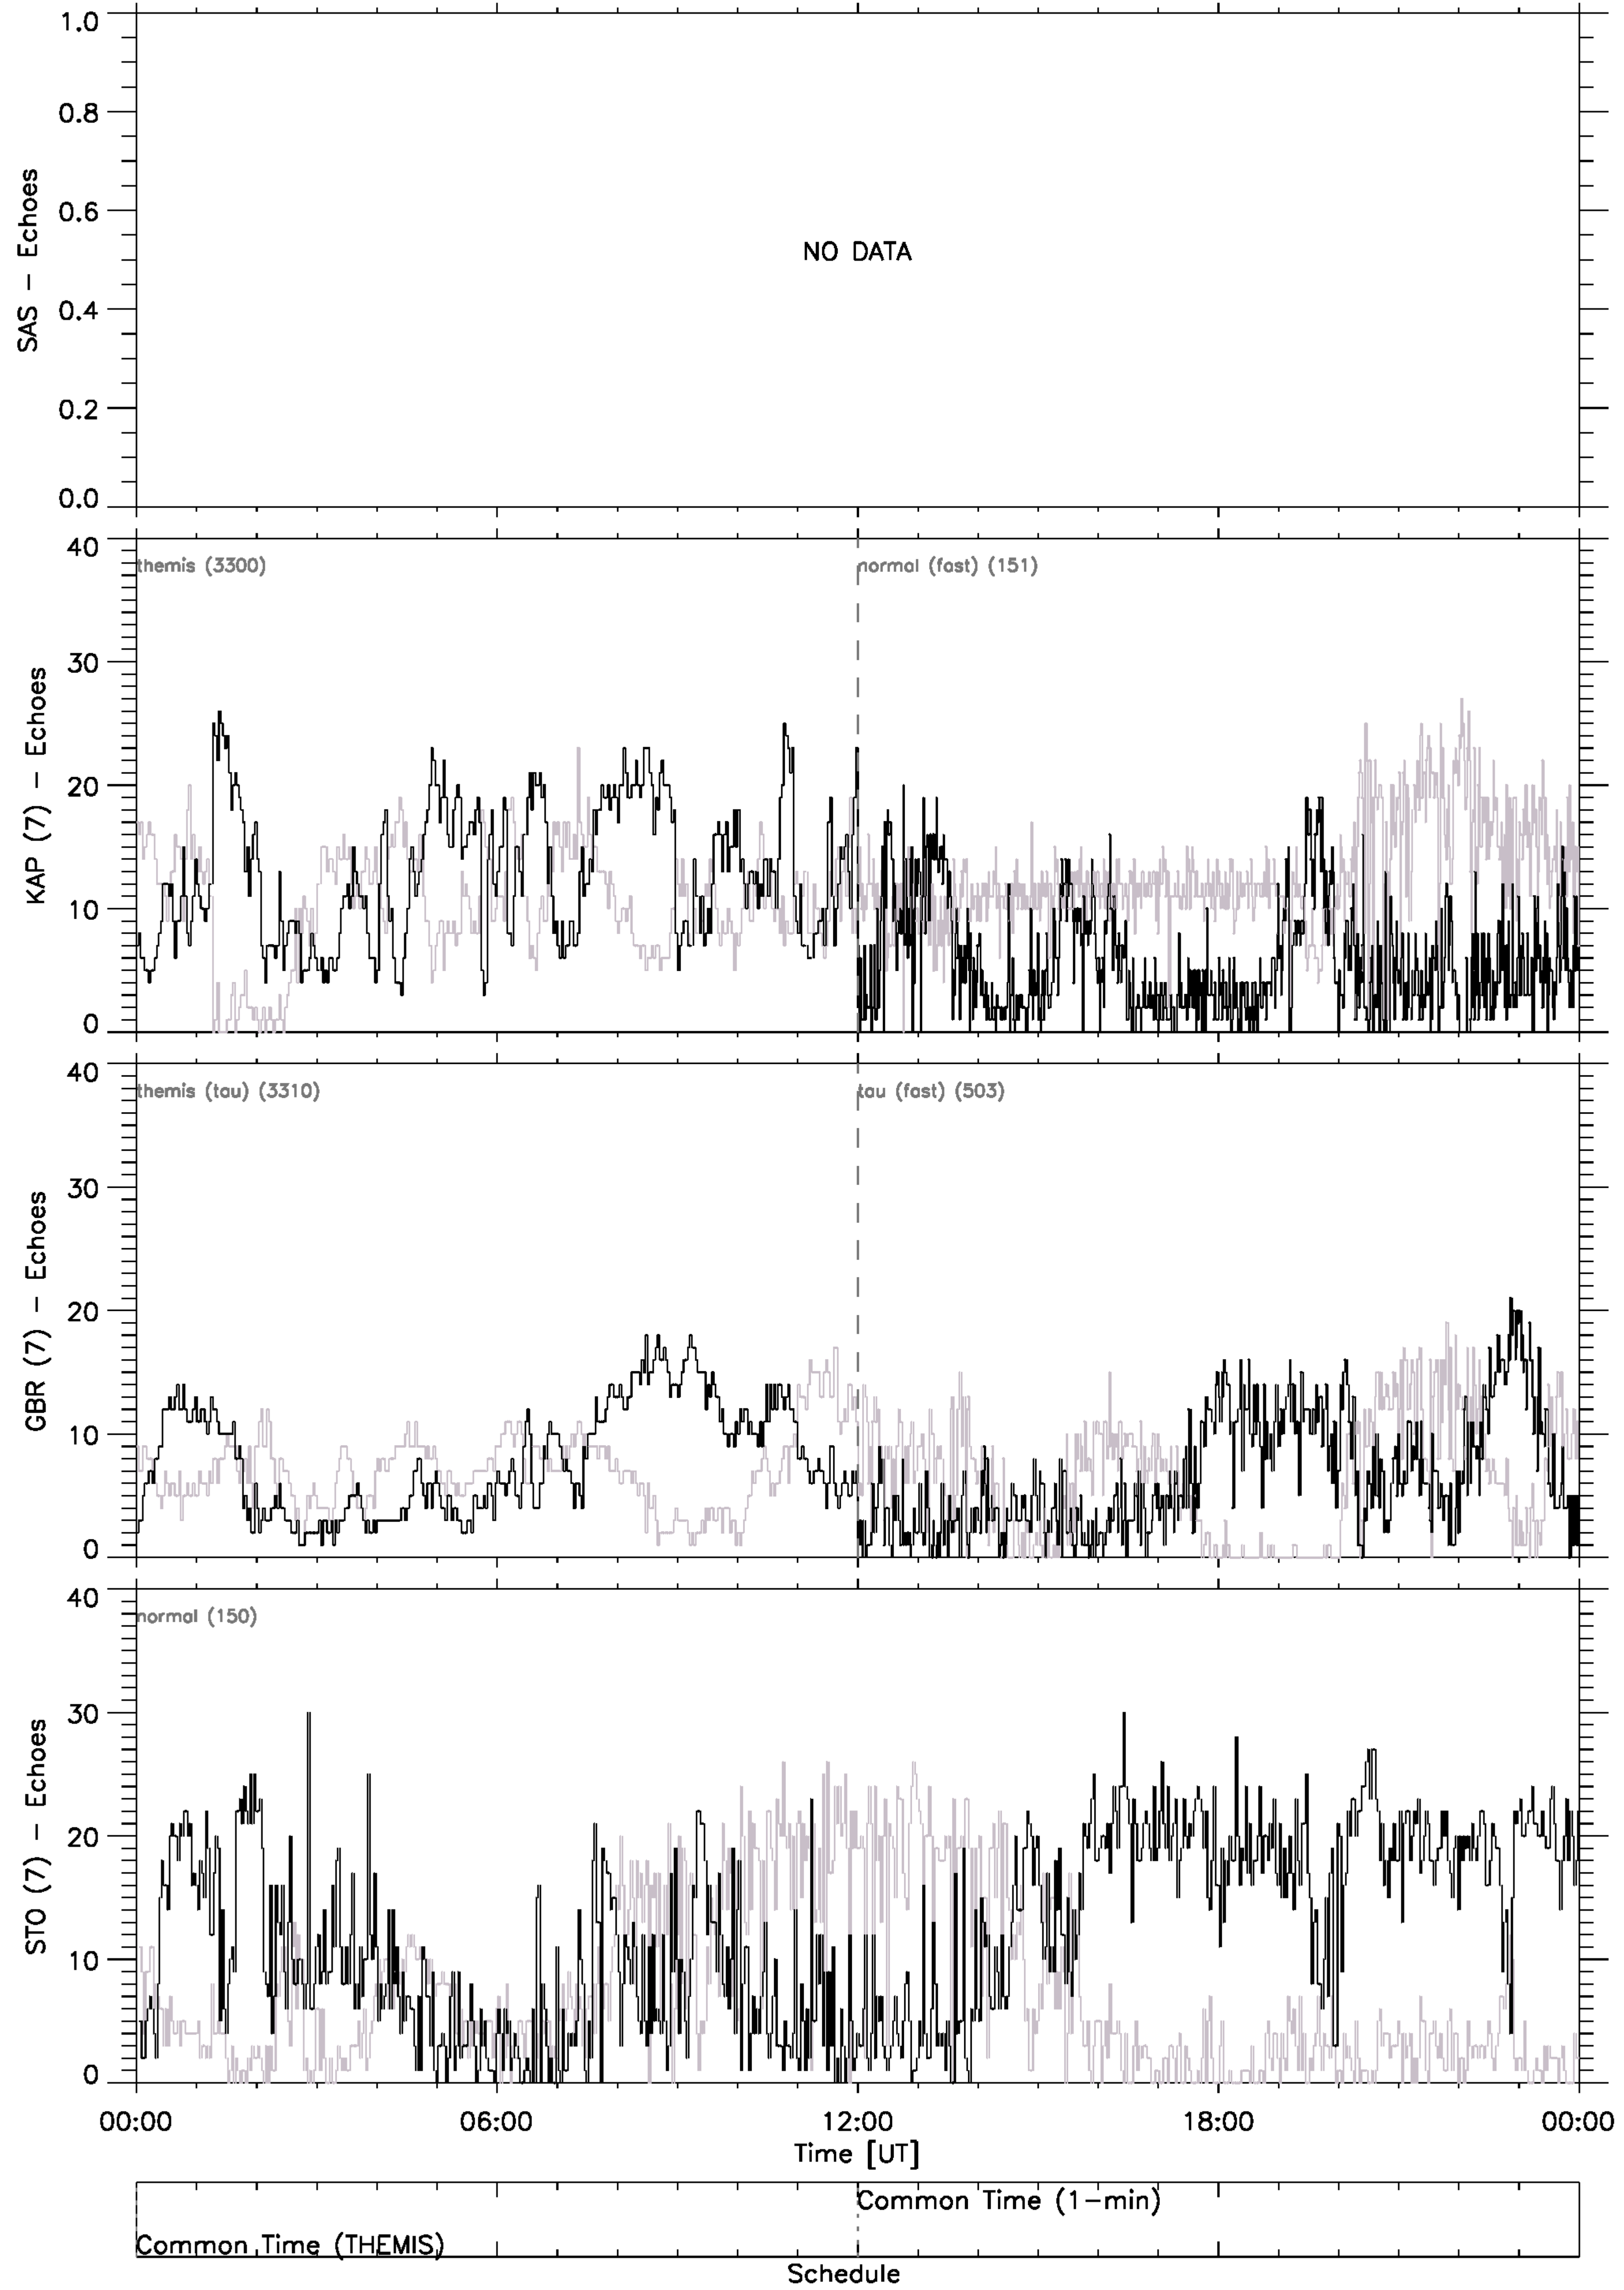 1.0
0.8
0.6
0.4
0.2
0.0
SAS - Echoes
NO DATA
40
30
20
10
0
KAP (7) - Echoes
themis (3300)
normal (fast) (151)
40
30
20
10
0
GBR (7) - Echoes
themis (tau) (3310)
tau (fast) (503)
40
30
20
10
0
STO (7) - Echoes
normal (150)
00:00 06:00 12:00 18:00 00:00
Time [UT]
Common Time (1-min)
Common Time (THEMIS)
Schedule